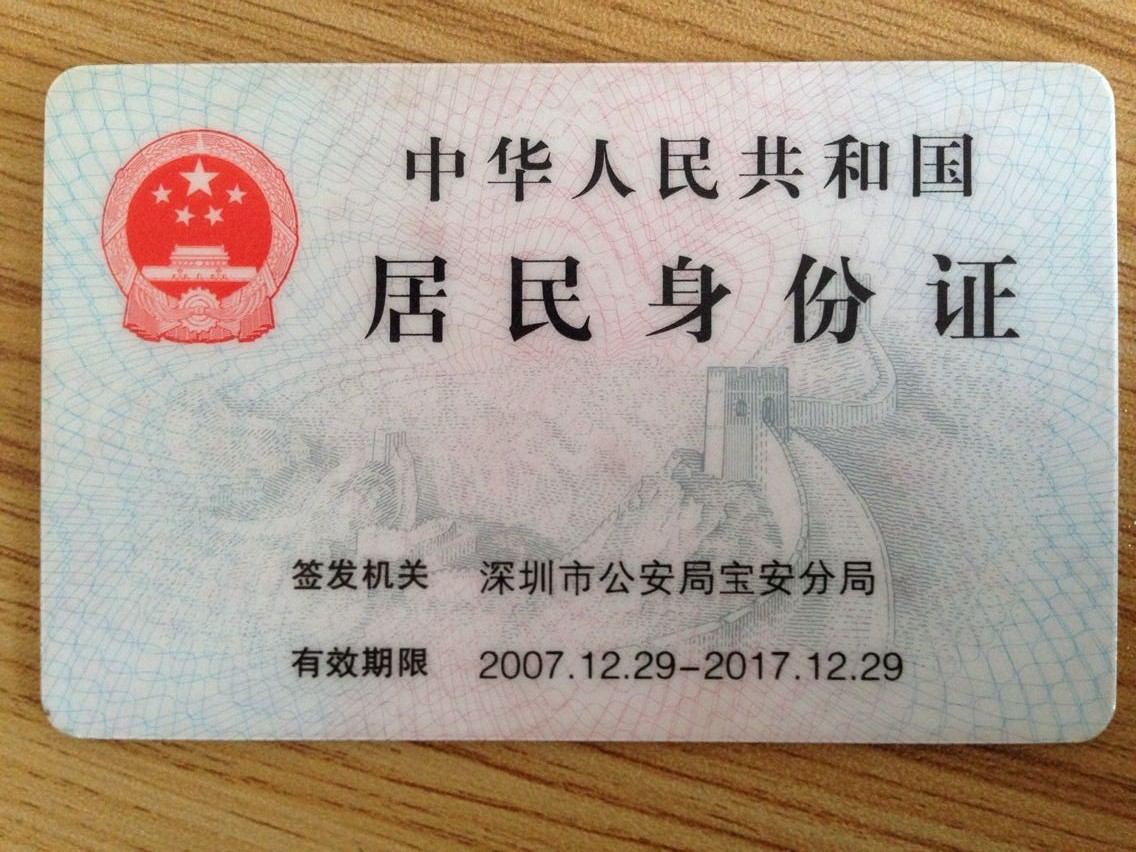 中华人民共和国
居民身份证
签发机关 深圳市公安局宝安分局
有效期限 2007.12.29-2017.12.29